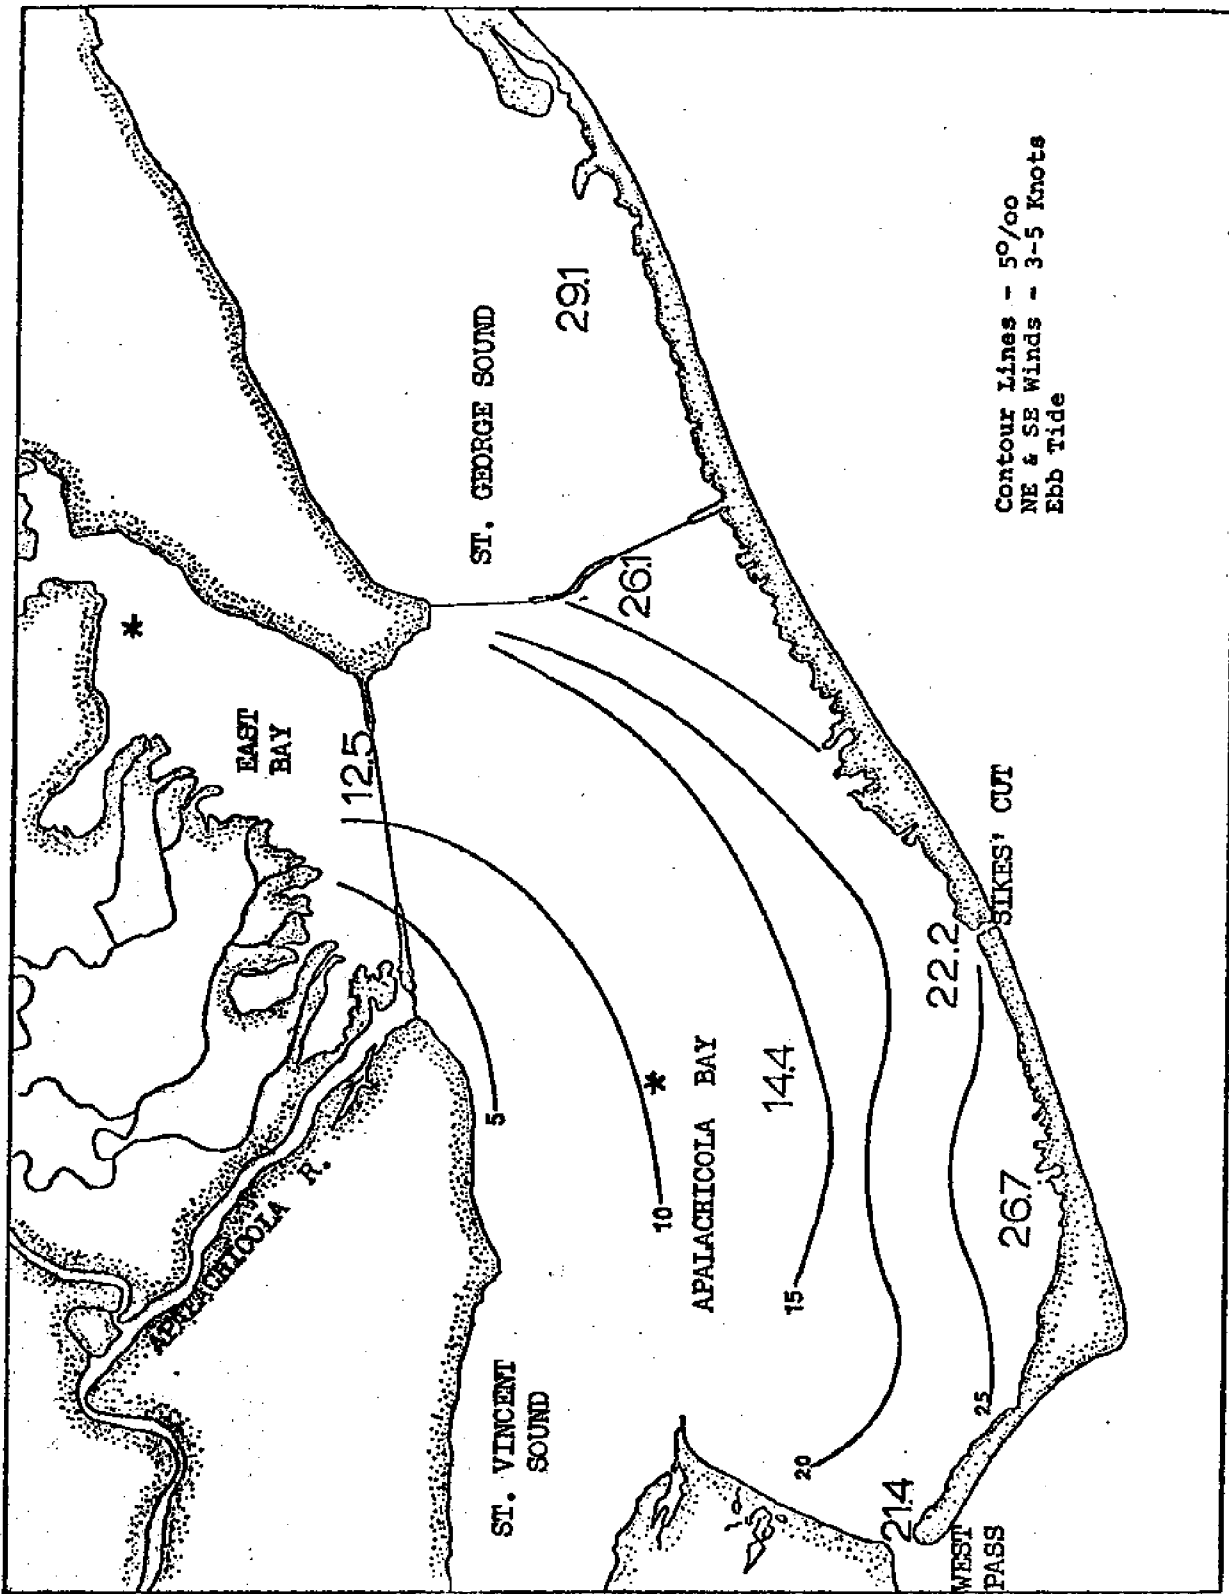 EAST
BAY
12.5
ST. GEORGE SOUND
29.1
26.1
APALACHICOLA R.
5
10
APALACHICOLA BAY
14.4
15
ST. VINCENT
SOUND
20
22.2
SIKES' CUT
26.7
25
21.4
WEST
PASS
Contour Lines - 5º/oo
NE & SE Winds - 3-5 Knots
Ebb Tide